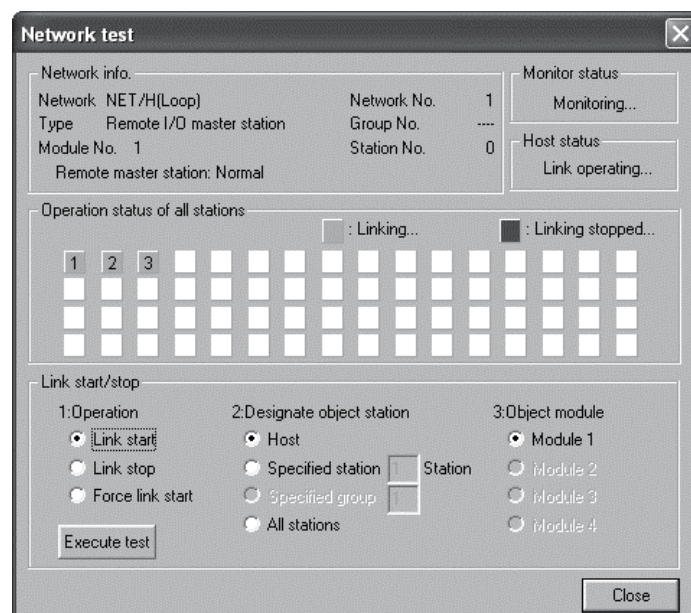 Network test
Network info.
Network NET/H(Loop) Network No. 1
Type Remote I/O master station Group No. ----
Module No. 1 Station No. 0
Remote master station: Normal
Monitor status
Monitoring...
Host status
Link operating...
Operation status of all stations
: Linking... : Linking stopped...
1 2 3
Link start/stop
1:Operation
Link start
Link stop
Force link start
Execute test
2:Designate object station
Host
Specified station 1 Station
Specified group 1
All stations
3:Object module
Module 1
Module 2
Module 3
Module 4
Close